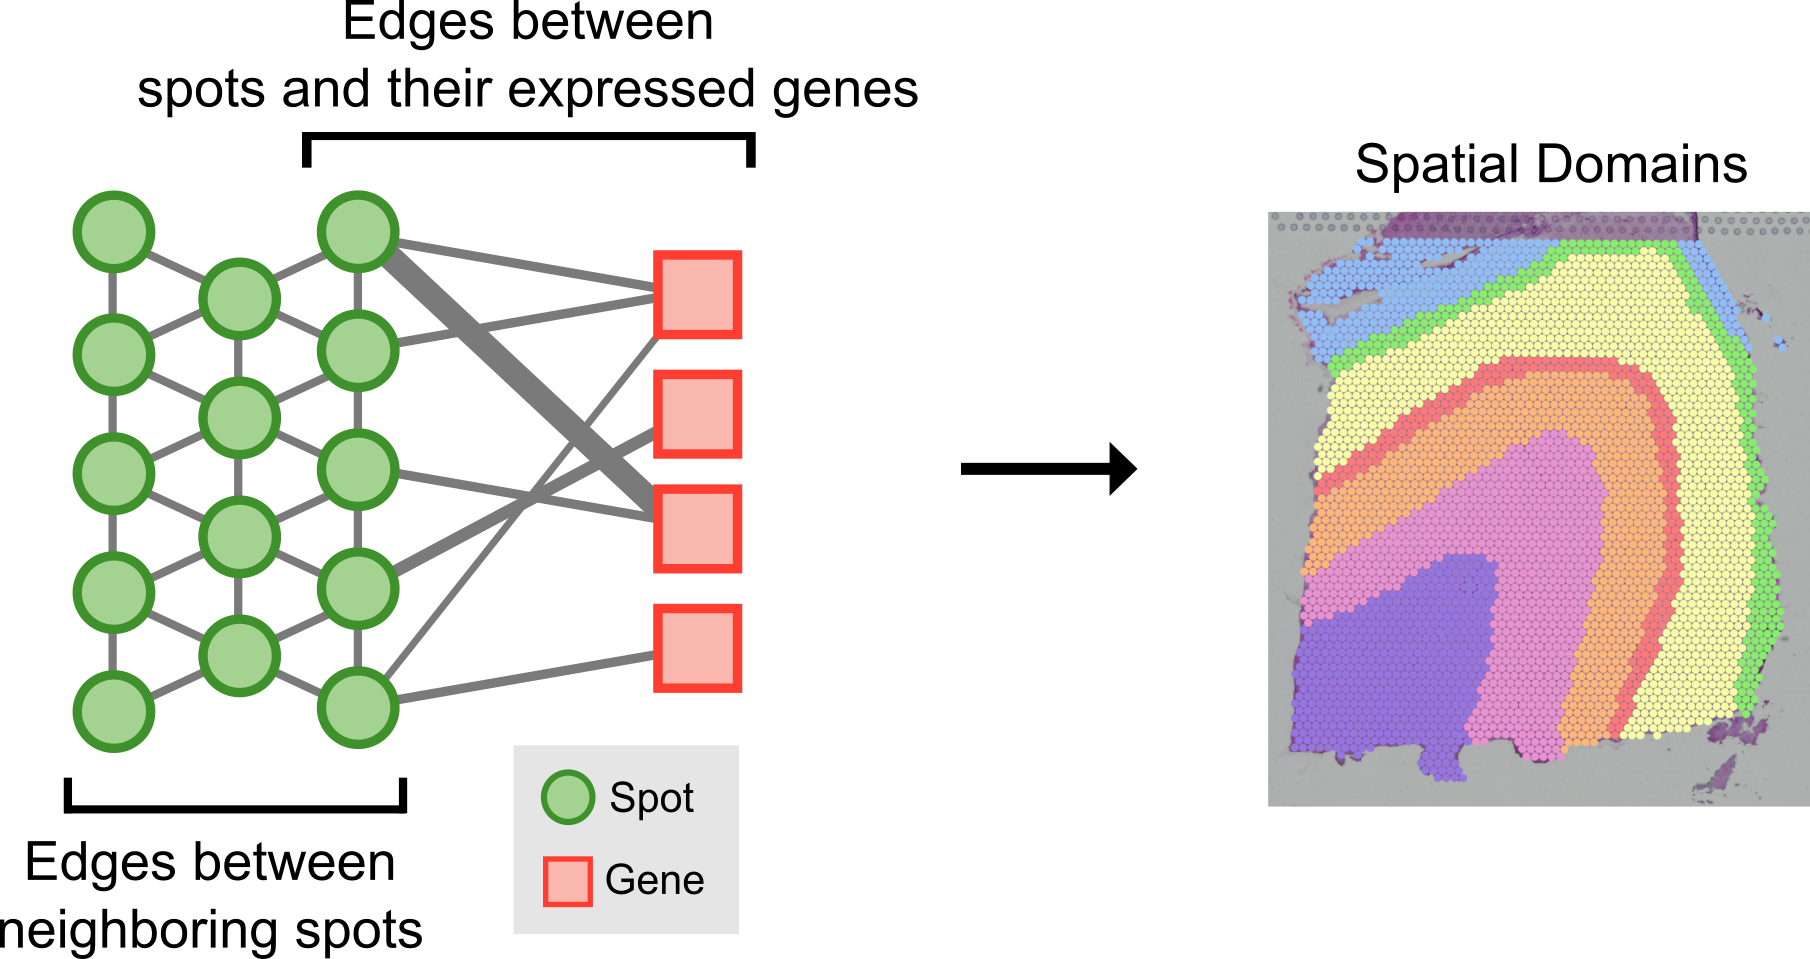 Edges between
spots and their expressed genes
Spatial Domains
Spot
Gene
Edges between
neighboring spots